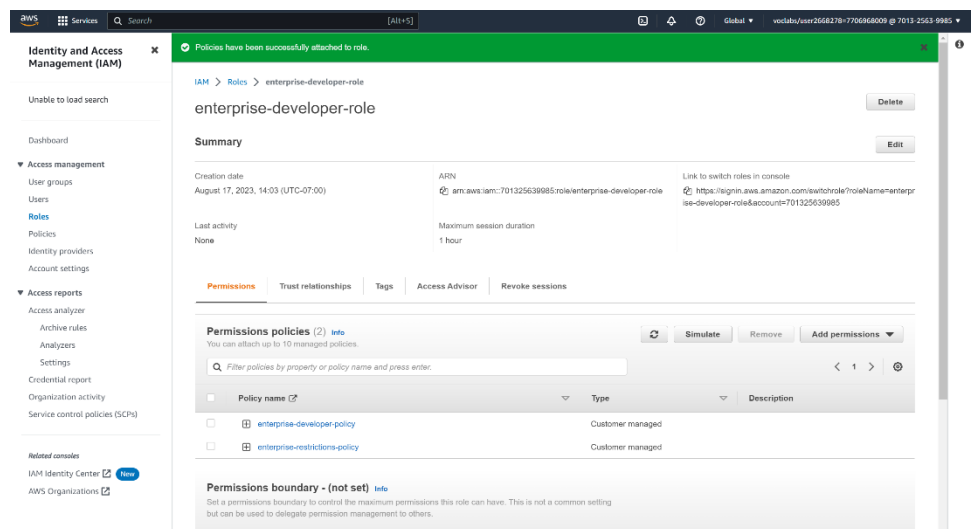 aws Services Search [Alt+S] Global ▼ voclabs/user2668278=7706968009 @ 7013-2563-9985 ▼
Identity and Access
Management (IAM)
Unable to load search
Dashboard
Access management
User groups
Users
Roles
Policies
Identity providers
Account settings
Access reports
Access analyzer
Archive rules
Analyzers
Settings
Credential report
Organization activity
Service control policies (SCPs)
Related consoles
IAM Identity Center New
AWS Organizations
Policies have been successfully attached to role.
IAM > Roles > enterprise-developer-role
enterprise-developer-role
Delete
Summary
Edit
Creation date
August 17, 2023, 14:03 (UTC-07:00)
ARN
arn:aws:iam::701325639985:role/enterprise-developer-role
Link to switch roles in console
https://signin.aws.amazon.com/switchrole?roleName=enterpr
ise-developer-role&account=701325639985
Last activity
None
Maximum session duration
1 hour
Permissions Trust relationships Tags Access Advisor Revoke sessions
Permissions policies (2) Info
You can attach up to 10 managed policies.
Simulate Remove Add permissions
Filter policies by property or policy name and press enter.
< 1 >
Policy name Type Description
enterprise-developer-policy Customer managed
enterprise-restrictions-policy Customer managed
Permissions boundary - (not set) Info
Set a permissions boundary to control the maximum permissions this role can have. This is not a common setting
but can be used to delegate permission management to others.